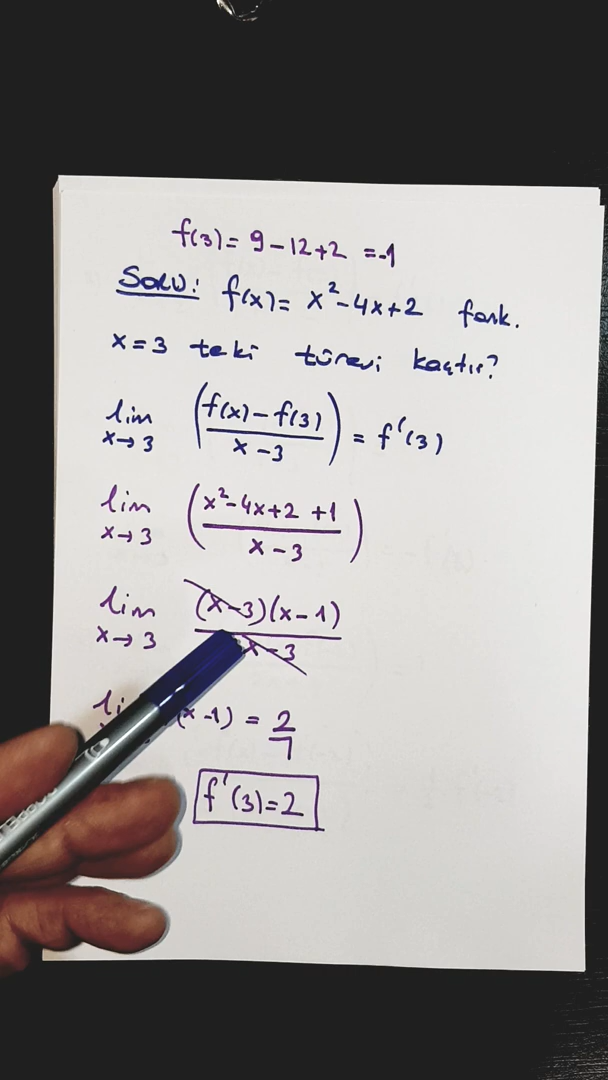 f(3) = 9 - 12 + 2 = -1
Soru: f(x) = x² - 4x + 2 fonk.
x = 3 teki türevi kaçtır?
lim x→3 ( f(x) - f(3) / x - 3 ) = f'(3)
lim x→3 ( x² - 4x + 2 + 1 / x - 3 )
lim x→3 (x - 3)(x - 1) / x - 3
(x - 1) = 2
f'(3) = 2